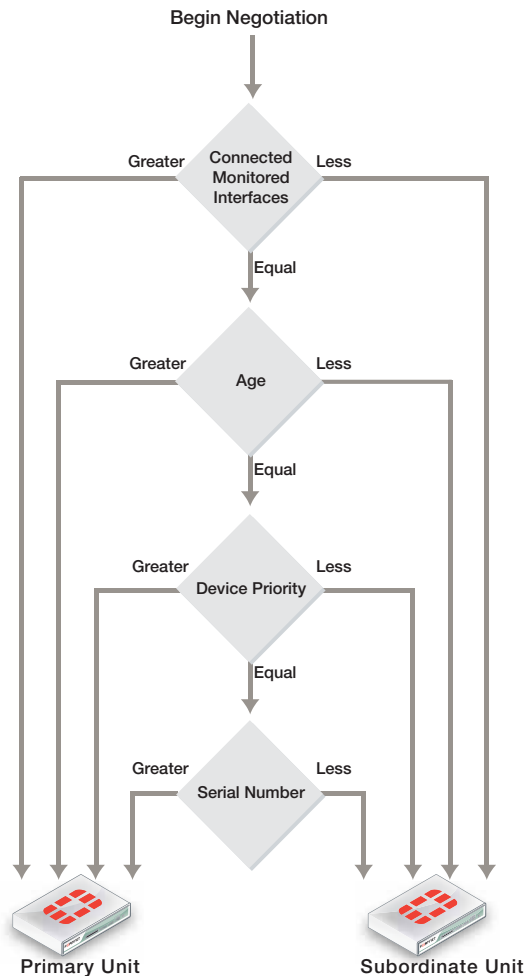 Begin Negotiation
Greater
Connected
Monitored
Interfaces
Less
Equal
Greater
Age
Less
Equal
Greater
Device Priority
Less
Equal
Greater
Serial Number
Less
Primary Unit
Subordinate Unit